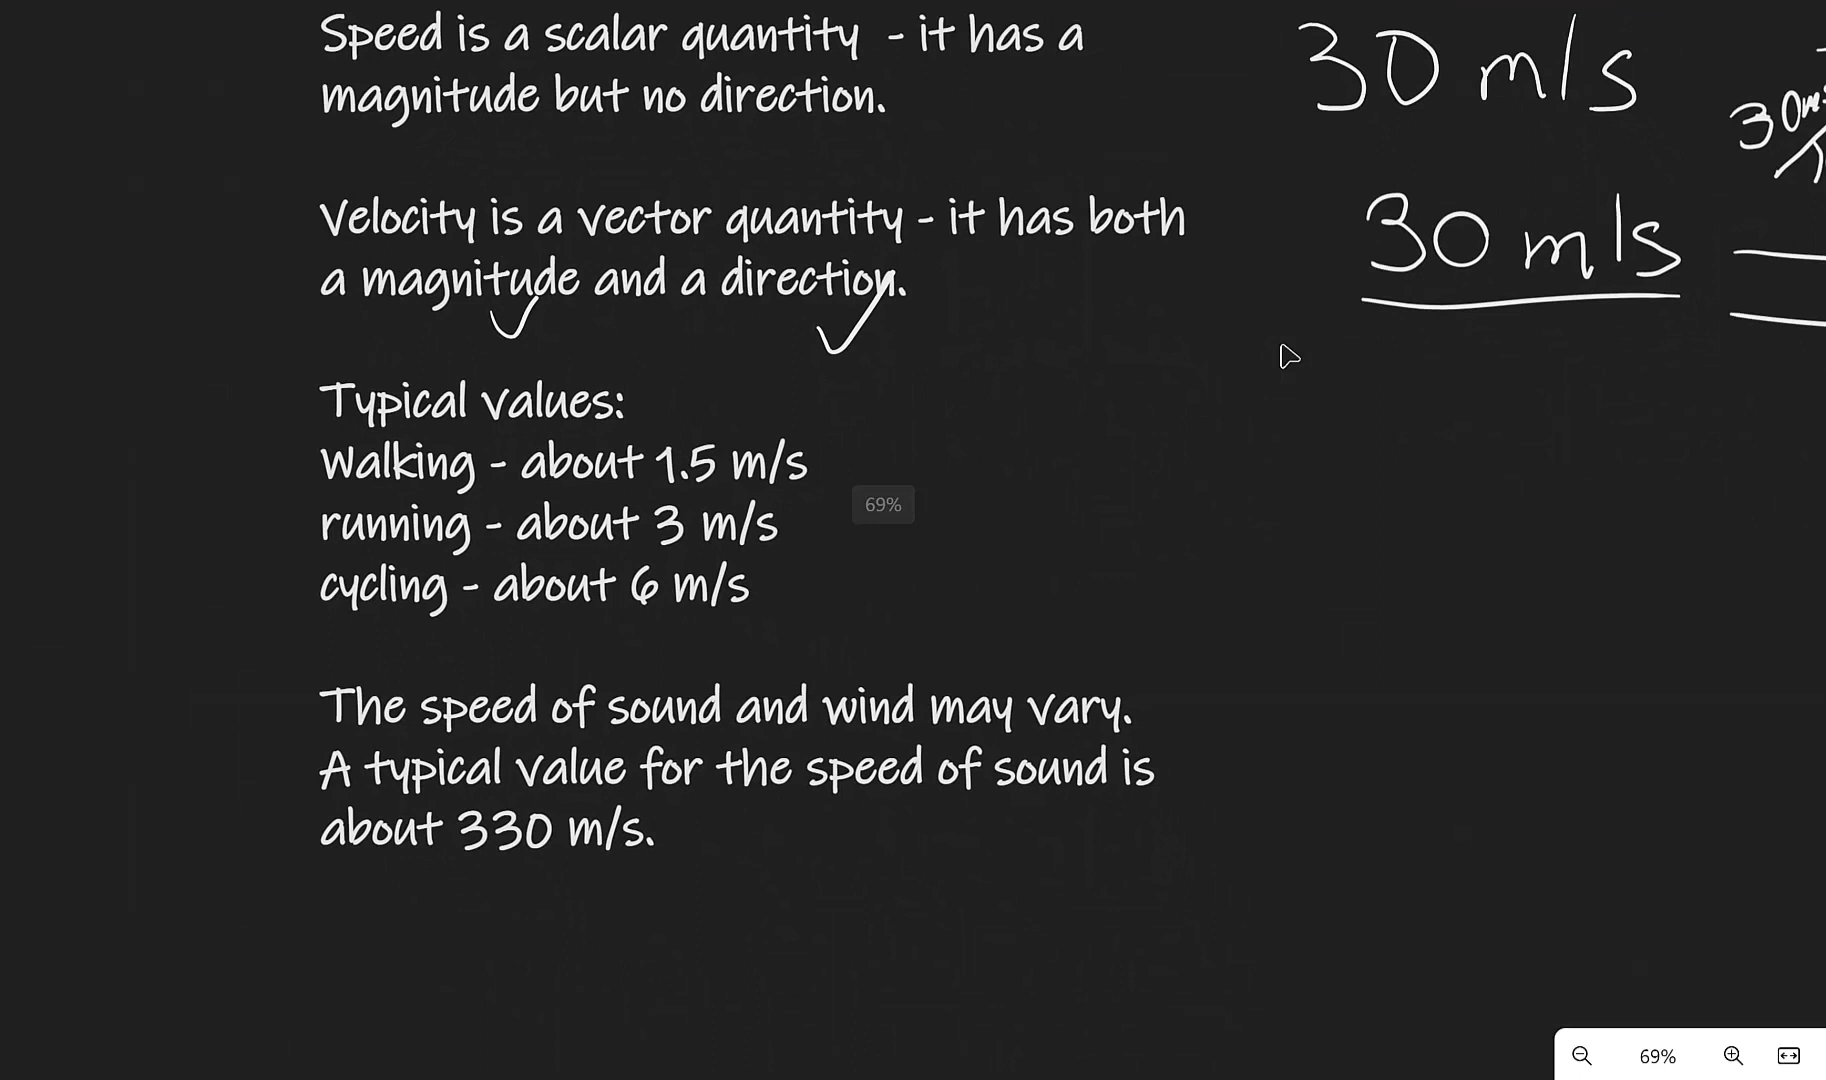 Speed is a scalar quantity - it has a
magnitude but no direction.
30 m/s
30m
Velocity is a vector quantity - it has both
a magnitude and a direction.
30 m/s
Typical values:
Walking - about 1.5 m/s
running - about 3 m/s
cycling - about 6 m/s
69%
The speed of sound and wind may vary.
A typical value for the speed of sound is
about 330 m/s.
69%